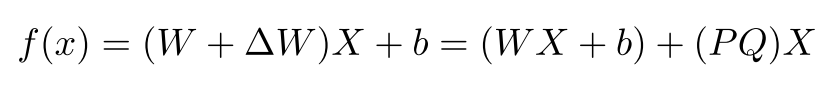 f(x) = (W + ΔW)X + b = (WX + b) + (PQ)X